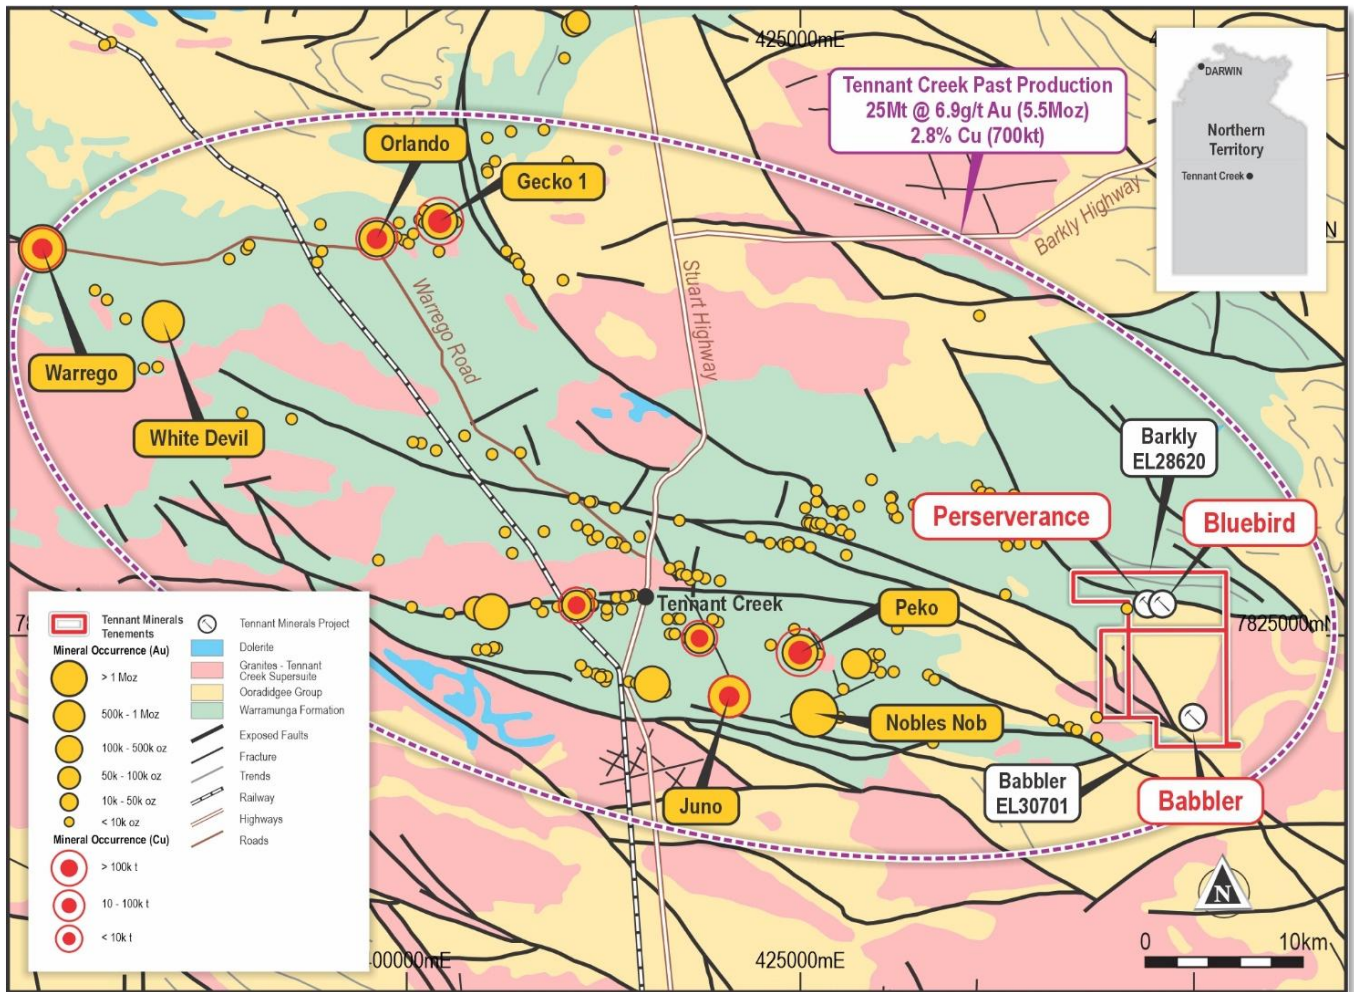 425000mE
4
Tennant Creek Past Production
25Mt @ 6.9g/t Au (5.5Moz)
2.8% Cu (700kt)
DARWIN
Northern
Territory
Tennant Creek
Orlando
Gecko 1
Barkly Highway
N
Stuart Highway
Warrego Road
Warrego
White Devil
Barkly
EL28620
Perserverance
Bluebird
Tennant Creek
Peko
7825000mN
78
Nobles Nob
Juno
Babbler
EL30701
Babbler
Tennant Minerals
Tenements
Mineral Occurrence (Au)
> 1 Moz
500k - 1 Moz
100k - 500k oz
50k - 100k oz
10k - 50k oz
< 10k oz
Mineral Occurrence (Cu)
> 100k t
10 - 100k t
< 10k t
Tennant Minerals Project
Dolerite
Granites - Tennant
Creek Supersuite
Ooradidgee Group
Warramunga Formation
Exposed Faults
Fracture
Trends
Railway
Highways
Roads
N
0 10km
00000mE
425000mE